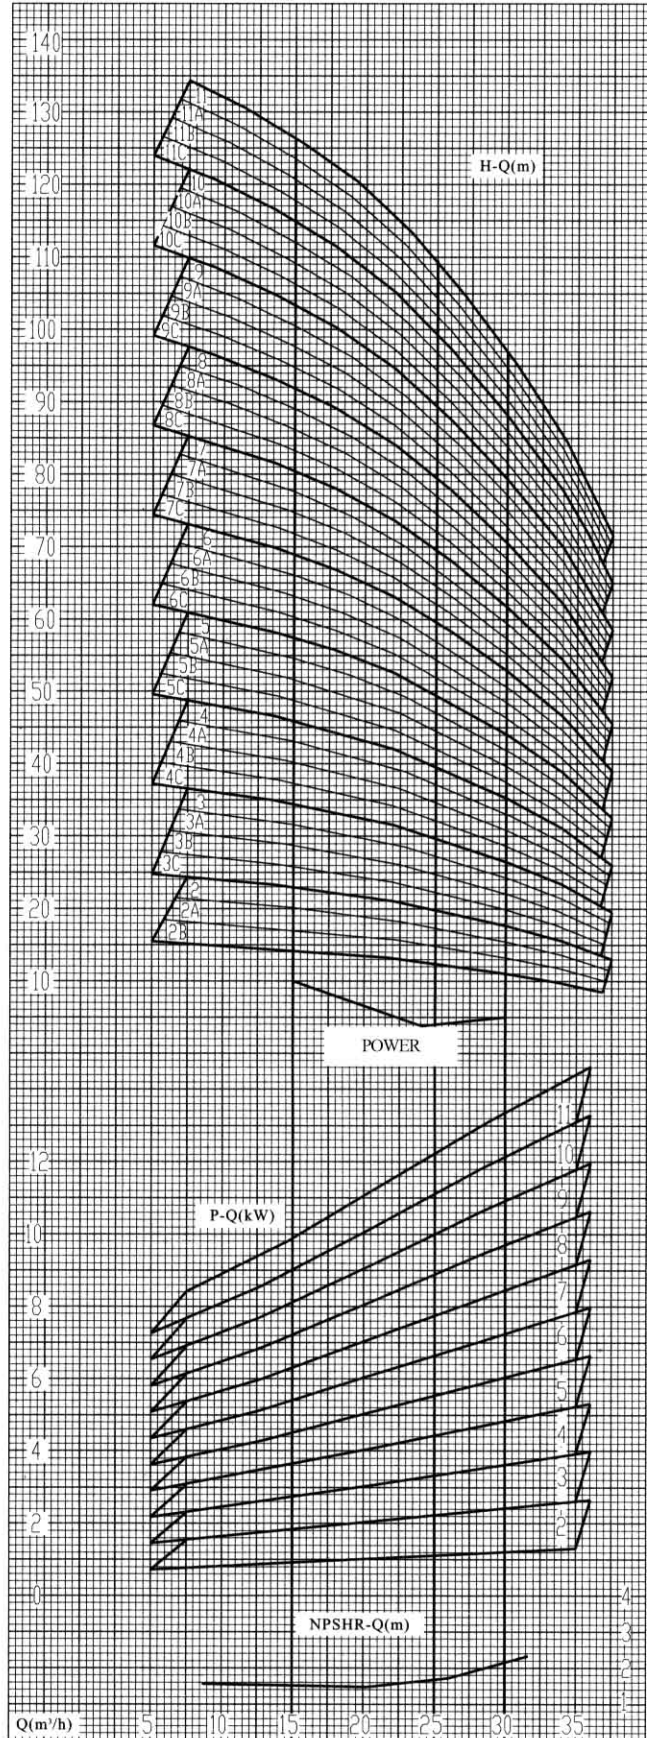 140
130
120
110
100
90
80
70
60
50
40
30
20
10
H-Q(m)
11
11A
11B
11C
10
10A
10B
10C
9
9A
9B
9C
8
8A
8B
8C
7
7A
7B
7C
6
6A
6B
6C
5
5A
5B
5C
4
4A
4B
4C
3
3A
3B
3C
2
2A
2B
POWER
12
10
8
6
4
2
0
P-Q(kW)
11
10
9
8
7
6
5
4
3
2
NPSHR-Q(m)
4
3
2
1
Q(m³/h) 5 10 15 20 25 30 35